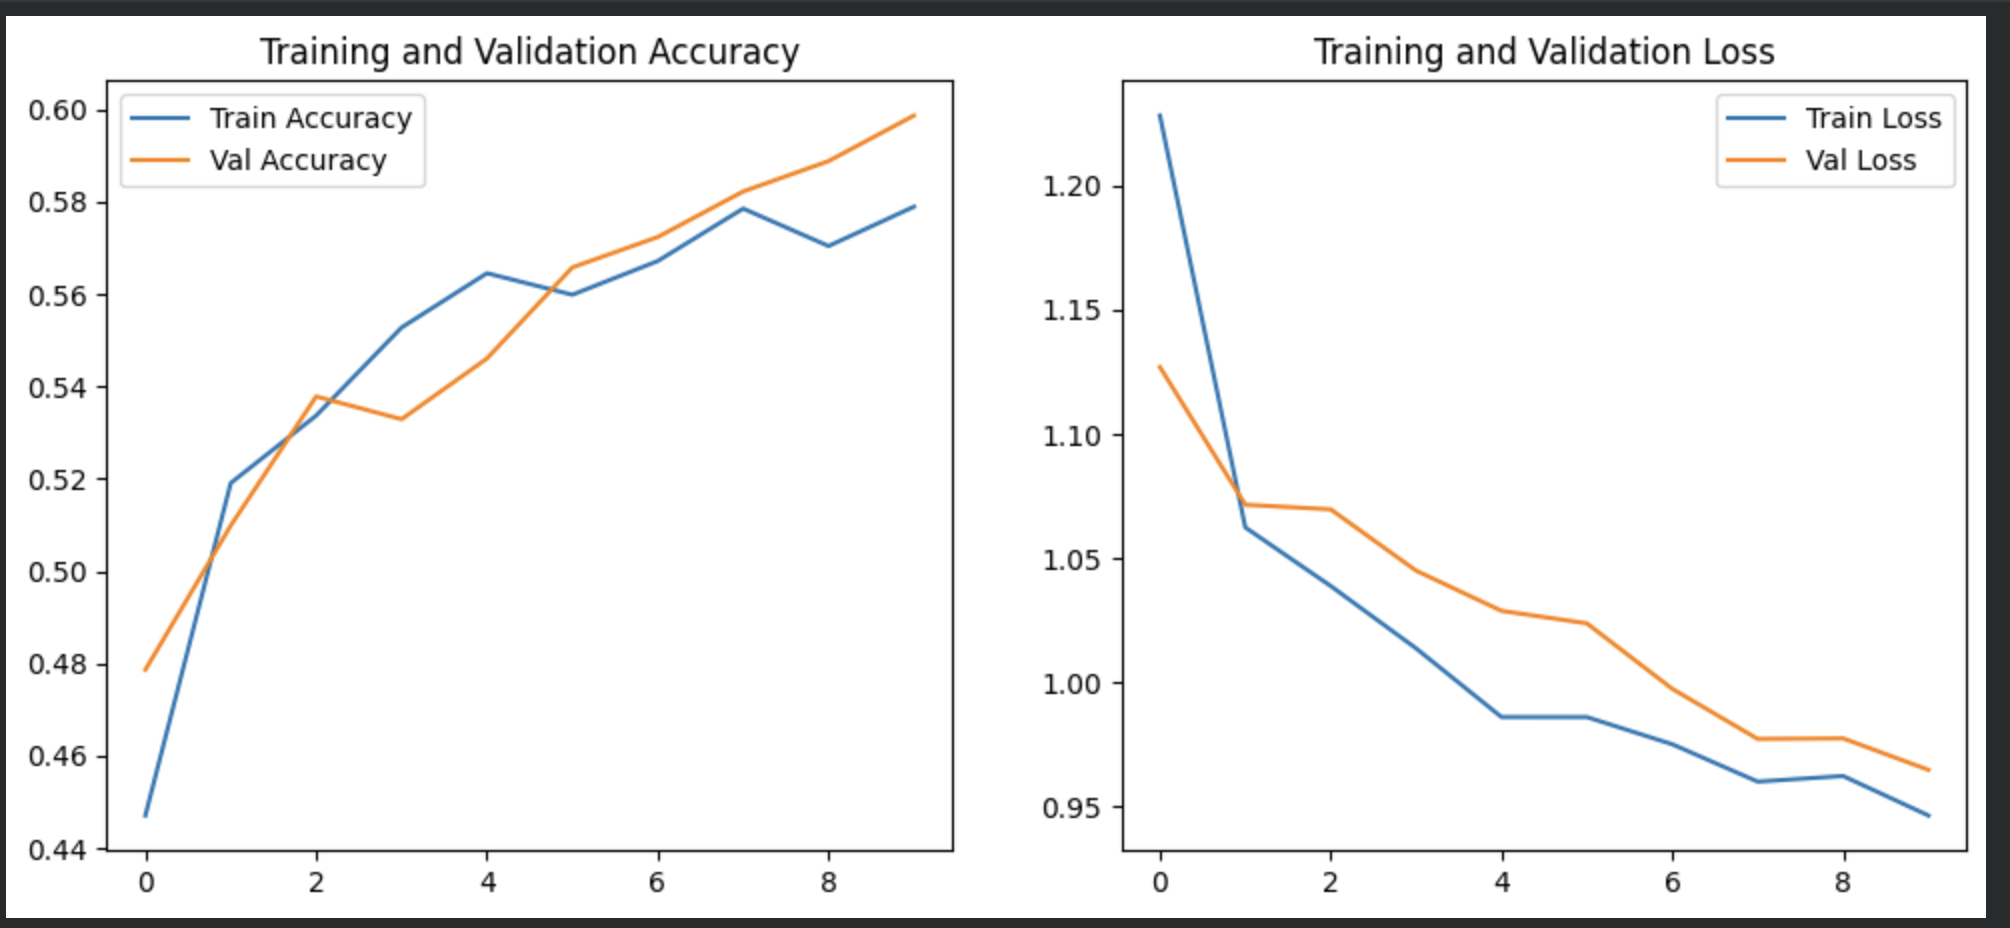 Training and Validation Accuracy
Train Accuracy
Val Accuracy
0.60
0.58
0.56
0.54
0.52
0.50
0.48
0.46
0.44
0 2 4 6 8
Training and Validation Loss
Train Loss
Val Loss
1.20
1.15
1.10
1.05
1.00
0.95
0 2 4 6 8